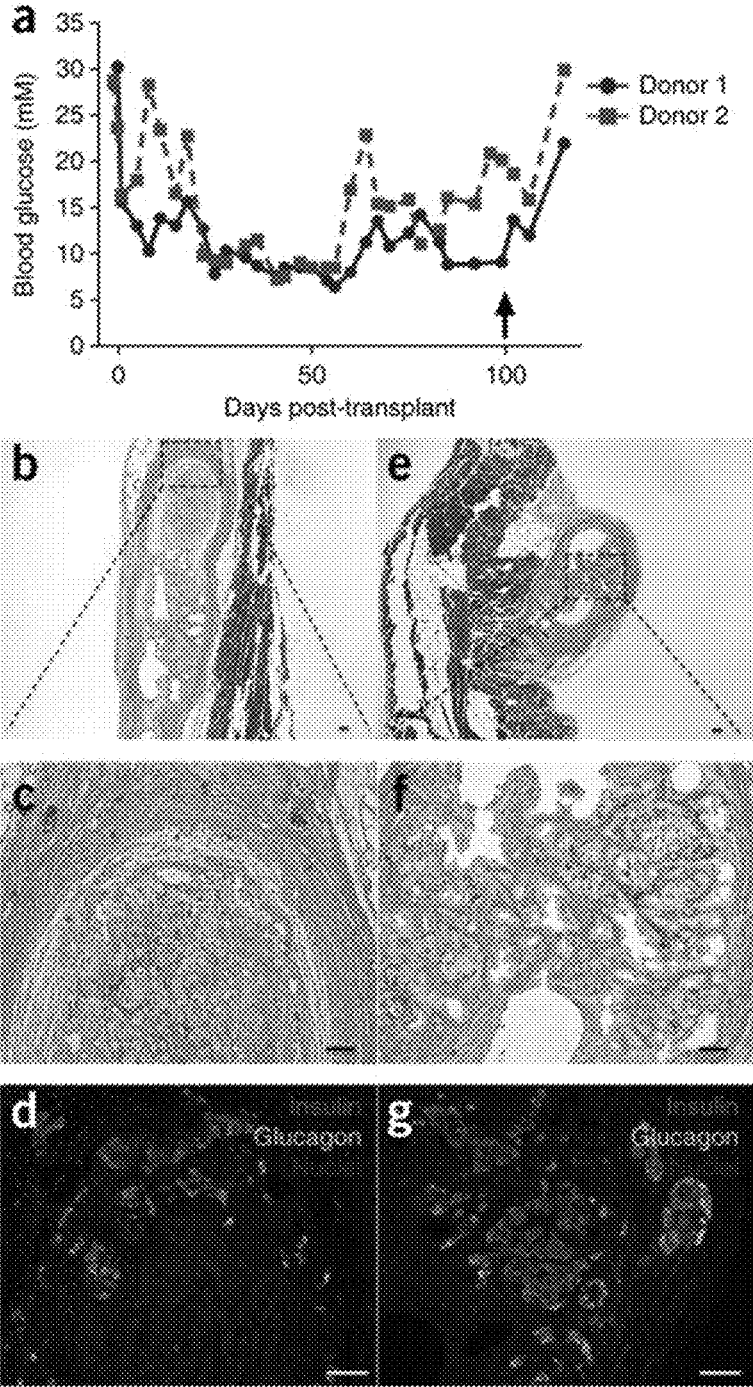 a
35
30
25
20
15
10
5
0
Blood glucose (mM)
0
50
100
Days post-transplant
Donor 1
Donor 2
b
e
c
f
d
Insulin
Glucagon
g
Insulin
Glucagon